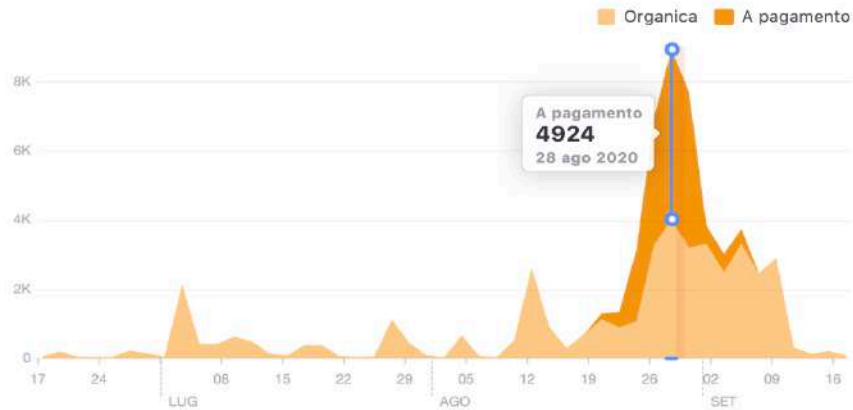 Organica A pagamento
8K
A pagamento
4924
28 ago 2020
6K
4K
2K
0
17 24 08 15 22 29 05 12 19 26 02 09 16
LUG AGO SET